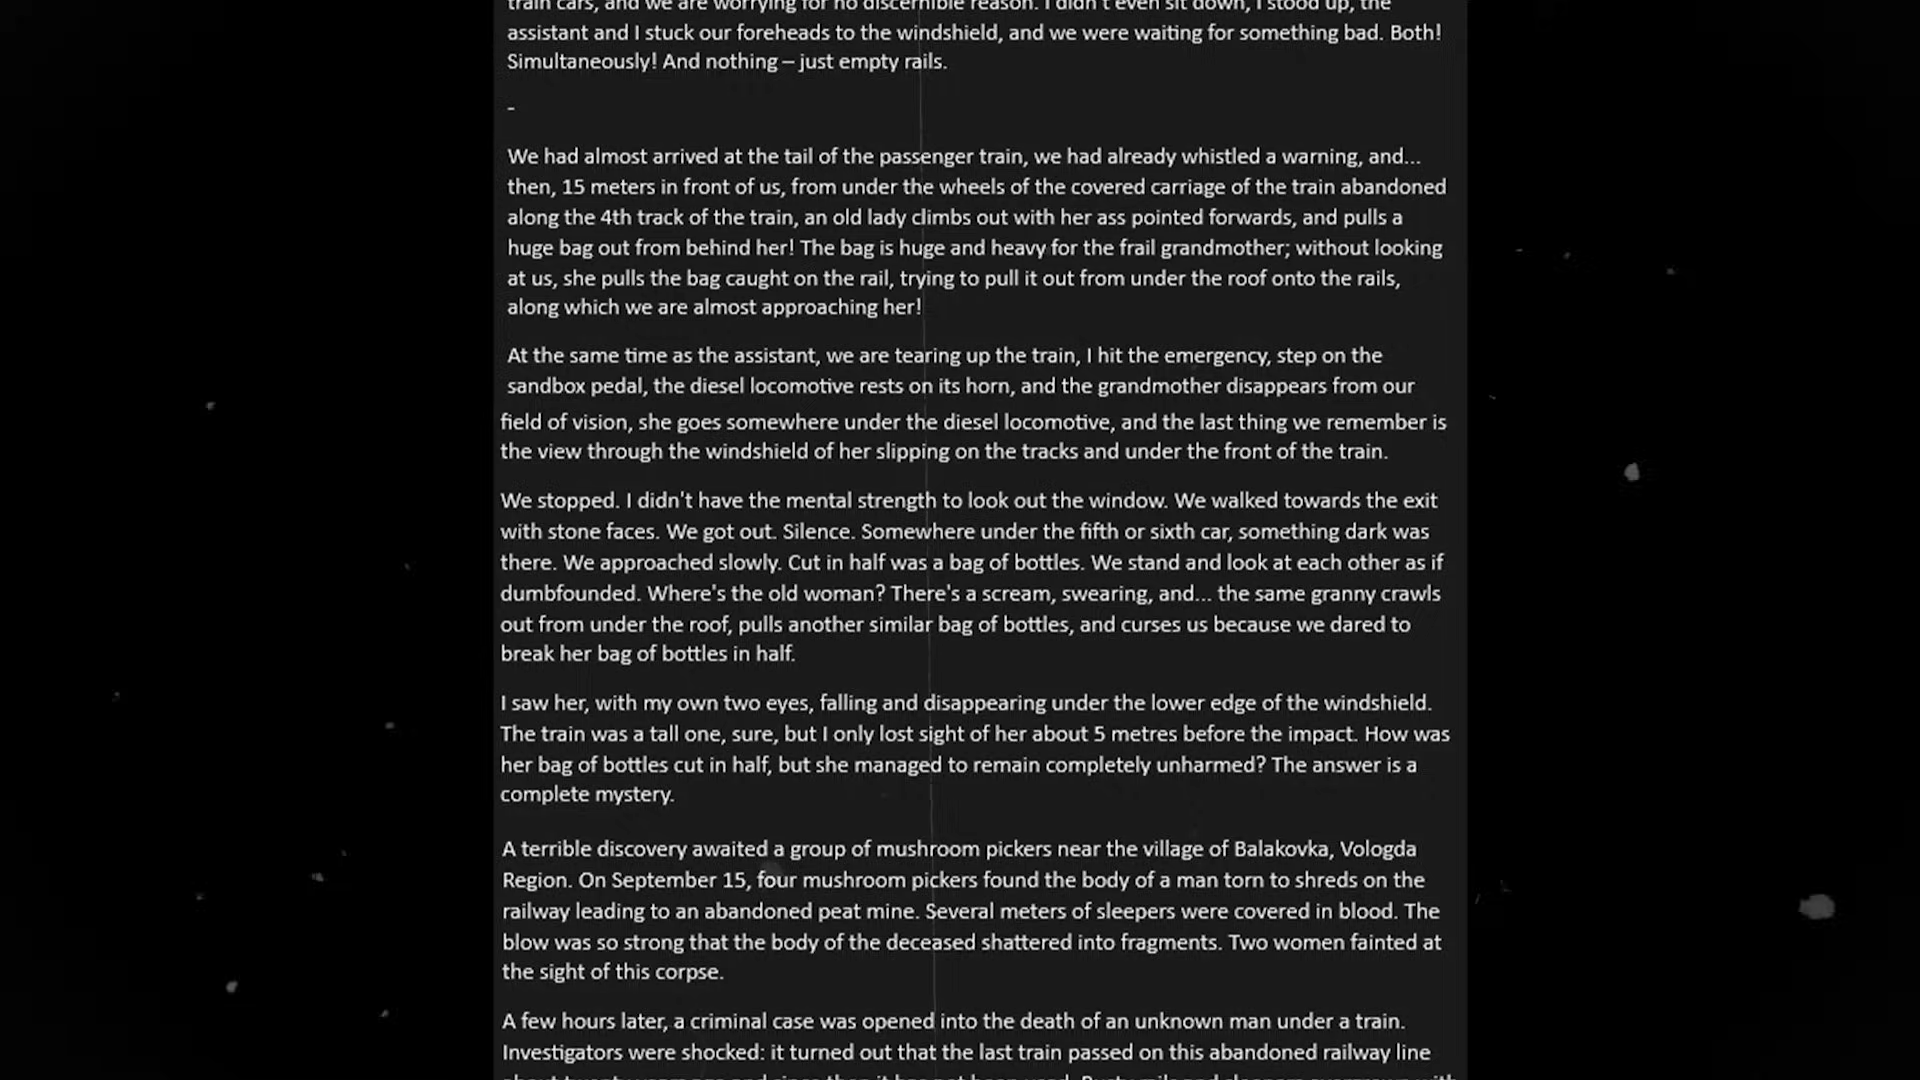 train cars, and we are worrying for no discernible reason. I didn't even sit down, I stood up, the
assistant and I stuck our foreheads to the windshield, and we were waiting for something bad. Both!
Simultaneously! And nothing – just empty rails.
-
We had almost arrived at the tail of the passenger train, we had already whistled a warning, and...
then, 15 meters in front of us, from under the wheels of the covered carriage of the train abandoned
along the 4th track of the train, an old lady climbs out with her ass pointed forwards, and pulls a
huge bag out from behind her! The bag is huge and heavy for the frail grandmother; without looking
at us, she pulls the bag caught on the rail, trying to pull it out from under the roof onto the rails,
along which we are almost approaching her!
At the same time as the assistant, we are tearing up the train, I hit the emergency, step on the
sandbox pedal, the diesel locomotive rests on its horn, and the grandmother disappears from our
field of vision, she goes somewhere under the diesel locomotive, and the last thing we remember is
the view through the windshield of her slipping on the tracks and under the front of the train.
We stopped. I didn't have the mental strength to look out the window. We walked towards the exit
with stone faces. We got out. Silence. Somewhere under the fifth or sixth car, something dark was
there. We approached slowly. Cut in half was a bag of bottles. We stand and look at each other as if
dumbfounded. Where's the old woman? There's a scream, swearing, and... the same granny crawls
out from under the roof, pulls another similar bag of bottles, and curses us because we dared to
break her bag of bottles in half.
I saw her, with my own two eyes, falling and disappearing under the lower edge of the windshield.
The train was a tall one, sure, but I only lost sight of her about 5 metres before the impact. How was
her bag of bottles cut in half, but she managed to remain completely unharmed? The answer is a
complete mystery.
A terrible discovery awaited a group of mushroom pickers near the village of Balakovka, Vologda
Region. On September 15, four mushroom pickers found the body of a man torn to shreds on the
railway leading to an abandoned peat mine. Several meters of sleepers were covered in blood. The
blow was so strong that the body of the deceased shattered into fragments. Two women fainted at
the sight of this corpse.
A few hours later, a criminal case was opened into the death of an unknown man under a train.
Investigators were shocked: it turned out that the last train passed on this abandoned railway line